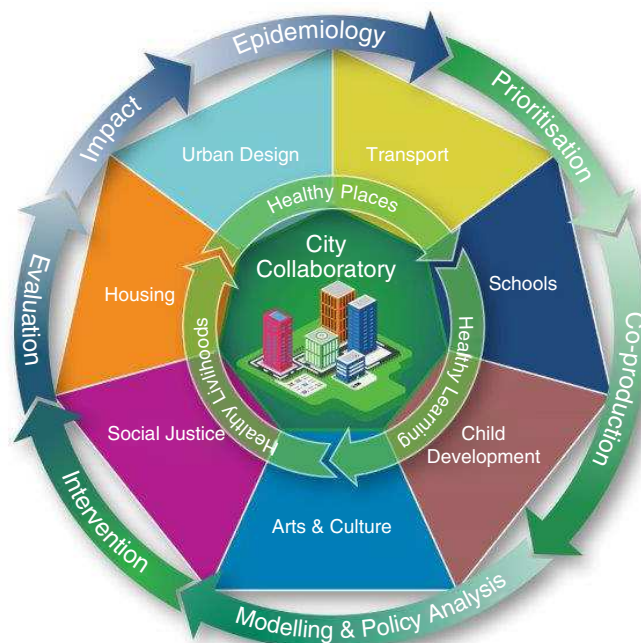 Epidemiology
Prioritisation
Co-production
Modelling & Policy Analysis
Intervention
Evaluation
Impact
Urban Design
Transport
Schools
Child
Development
Arts & Culture
Social Justice
Housing
Healthy Places
Healthy Learning
Healthy Livlihoods
City
Collaboratory